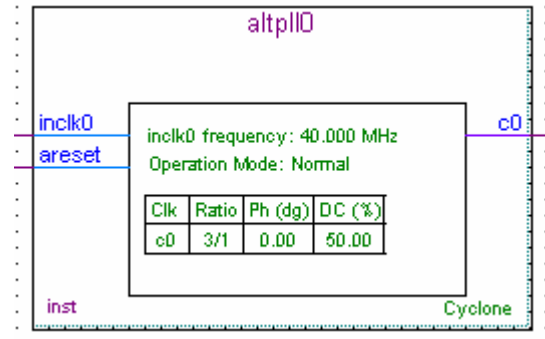 altpll0
inclk0
c0
areset
inclk0 frequency: 40.000 MHz
Operation Mode: Normal
Clk Ratio Ph (dg) DC (%)
c0 3/1 0.00 50.00
inst
Cyclone